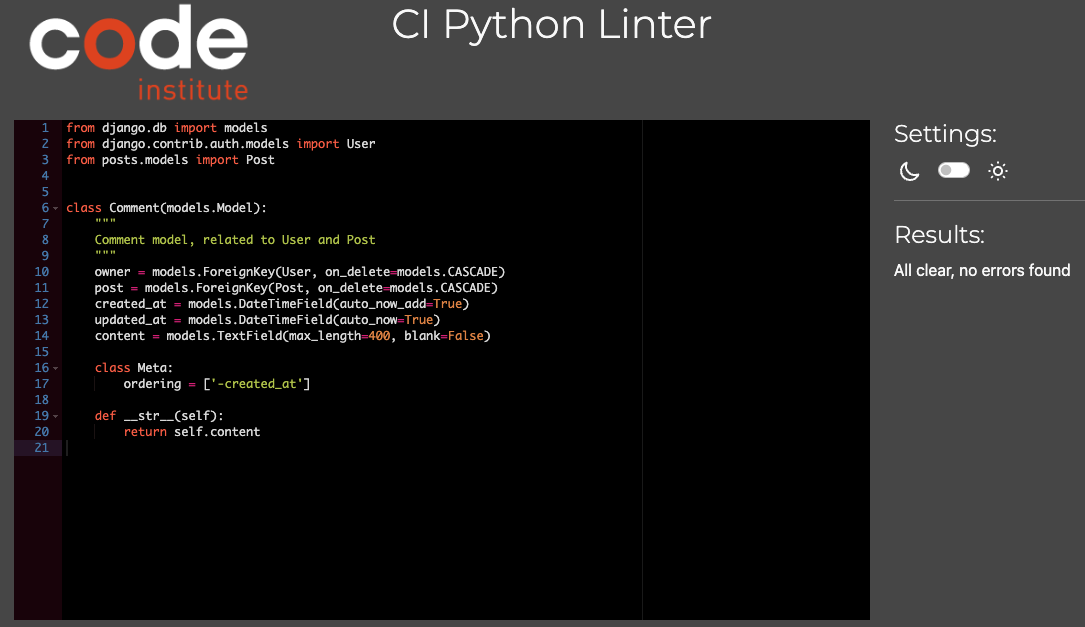 code
institute
CI Python Linter
1 from django.db import models
2 from django.contrib.auth.models import User
3 from posts.models import Post
4
5
6 class Comment(models.Model):
7     """
8     Comment model, related to User and Post
9     """
10     owner = models.ForeignKey(User, on_delete=models.CASCADE)
11     post = models.ForeignKey(Post, on_delete=models.CASCADE)
12     created_at = models.DateTimeField(auto_now_add=True)
13     updated_at = models.DateTimeField(auto_now=True)
14     content = models.TextField(max_length=400, blank=False)
15
16     class Meta:
17         ordering = ['-created_at']
18
19     def __str__(self):
20         return self.content
21
Settings:
Results:
All clear, no errors found